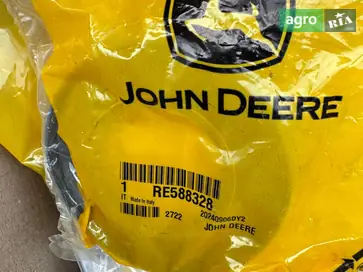 agro RIA
JOHN DEERE
1 RE588328
IT Made in Italy
2722 20240906DY2
JOHN DEERE